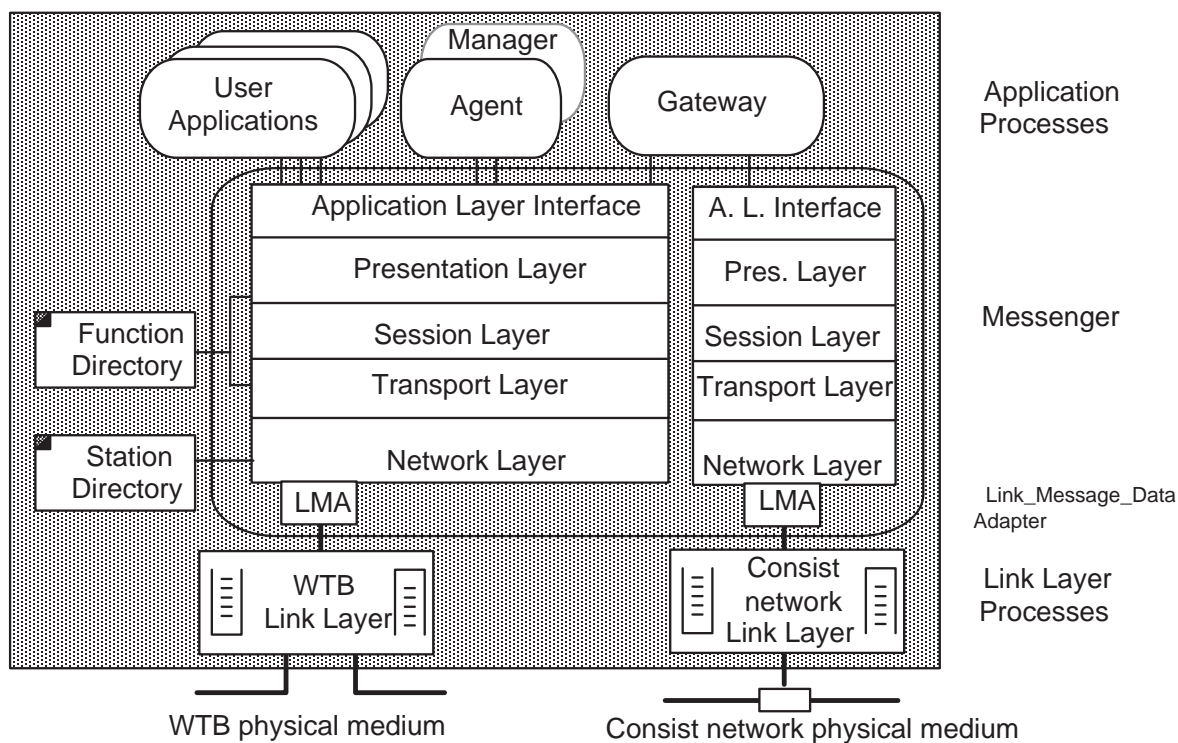 Manager
User
Applications
Agent
Gateway
Application
Processes
Application Layer Interface
A. L. Interface
Presentation Layer
Pres. Layer
Function
Directory
Session Layer
Session Layer
Messenger
Transport Layer
Transport Layer
Station
Directory
Network Layer
Network Layer
LMA
LMA
Link_Message_Data
Adapter
WTB
Link Layer
Consist
network
Link Layer
Link Layer
Processes
WTB physical medium
Consist network physical medium